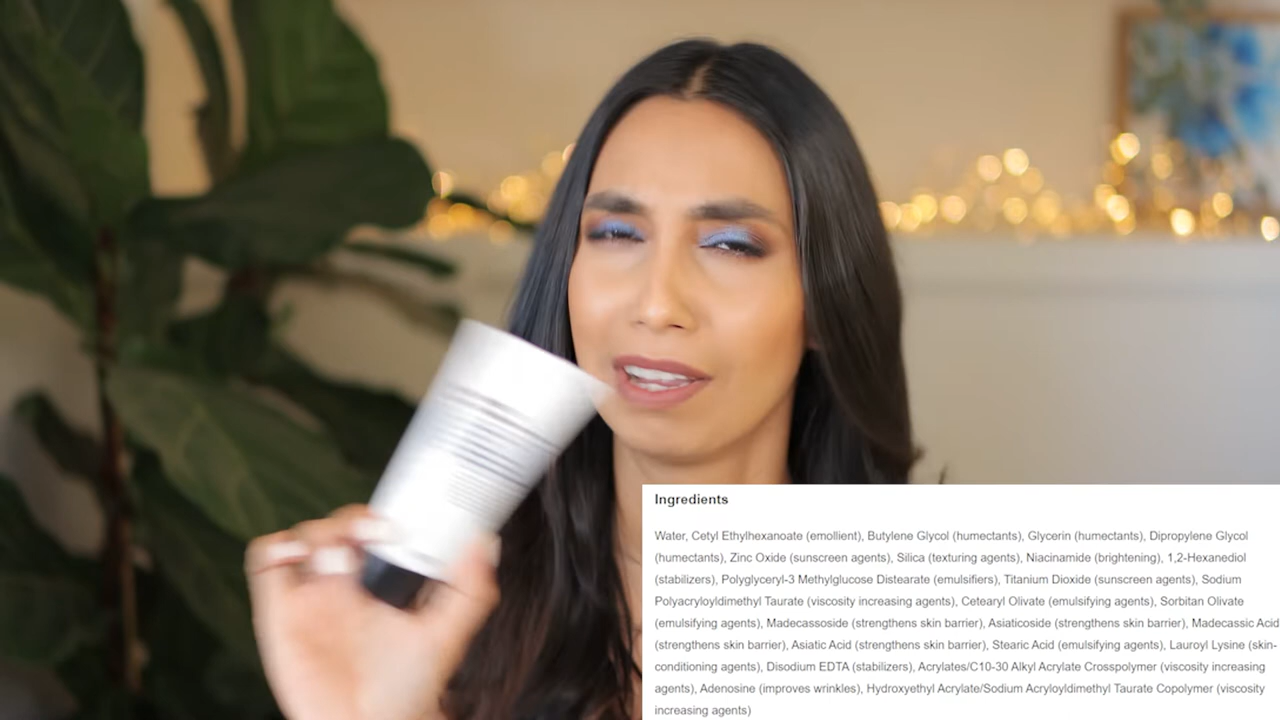 Ingredients
Water, Cetyl Ethylhexanoate (emollient), Butylene Glycol (humectants), Glycerin (humectants), Dipropylene Glycol
(humectants), Zinc Oxide (sunscreen agents), Silica (texturing agents), Niacinamide (brightening), 1,2-Hexanediol
(stabilizers), Polyglyceryl-3 Methylglucose Distearate (emulsifiers), Titanium Dioxide (sunscreen agents), Sodium
Polyacryloyldimethyl Taurate (viscosity increasing agents), Cetearyl Olivate (emulsifying agents), Sorbitan Olivate
(emulsifying agents), Madecassoside (strengthens skin barrier), Asiaticoside (strengthens skin barrier), Madecassic Acid
(strengthens skin barrier), Asiatic Acid (strengthens skin barrier), Stearic Acid (emulsifying agents), Lauroyl Lysine (skin-
conditioning agents), Disodium EDTA (stabilizers), Acrylates/C10-30 Alkyl Acrylate Crosspolymer (viscosity increasing
agents), Adenosine (improves wrinkles), Hydroxyethyl Acrylate/Sodium Acryloyldimethyl Taurate Copolymer (viscosity
increasing agents)